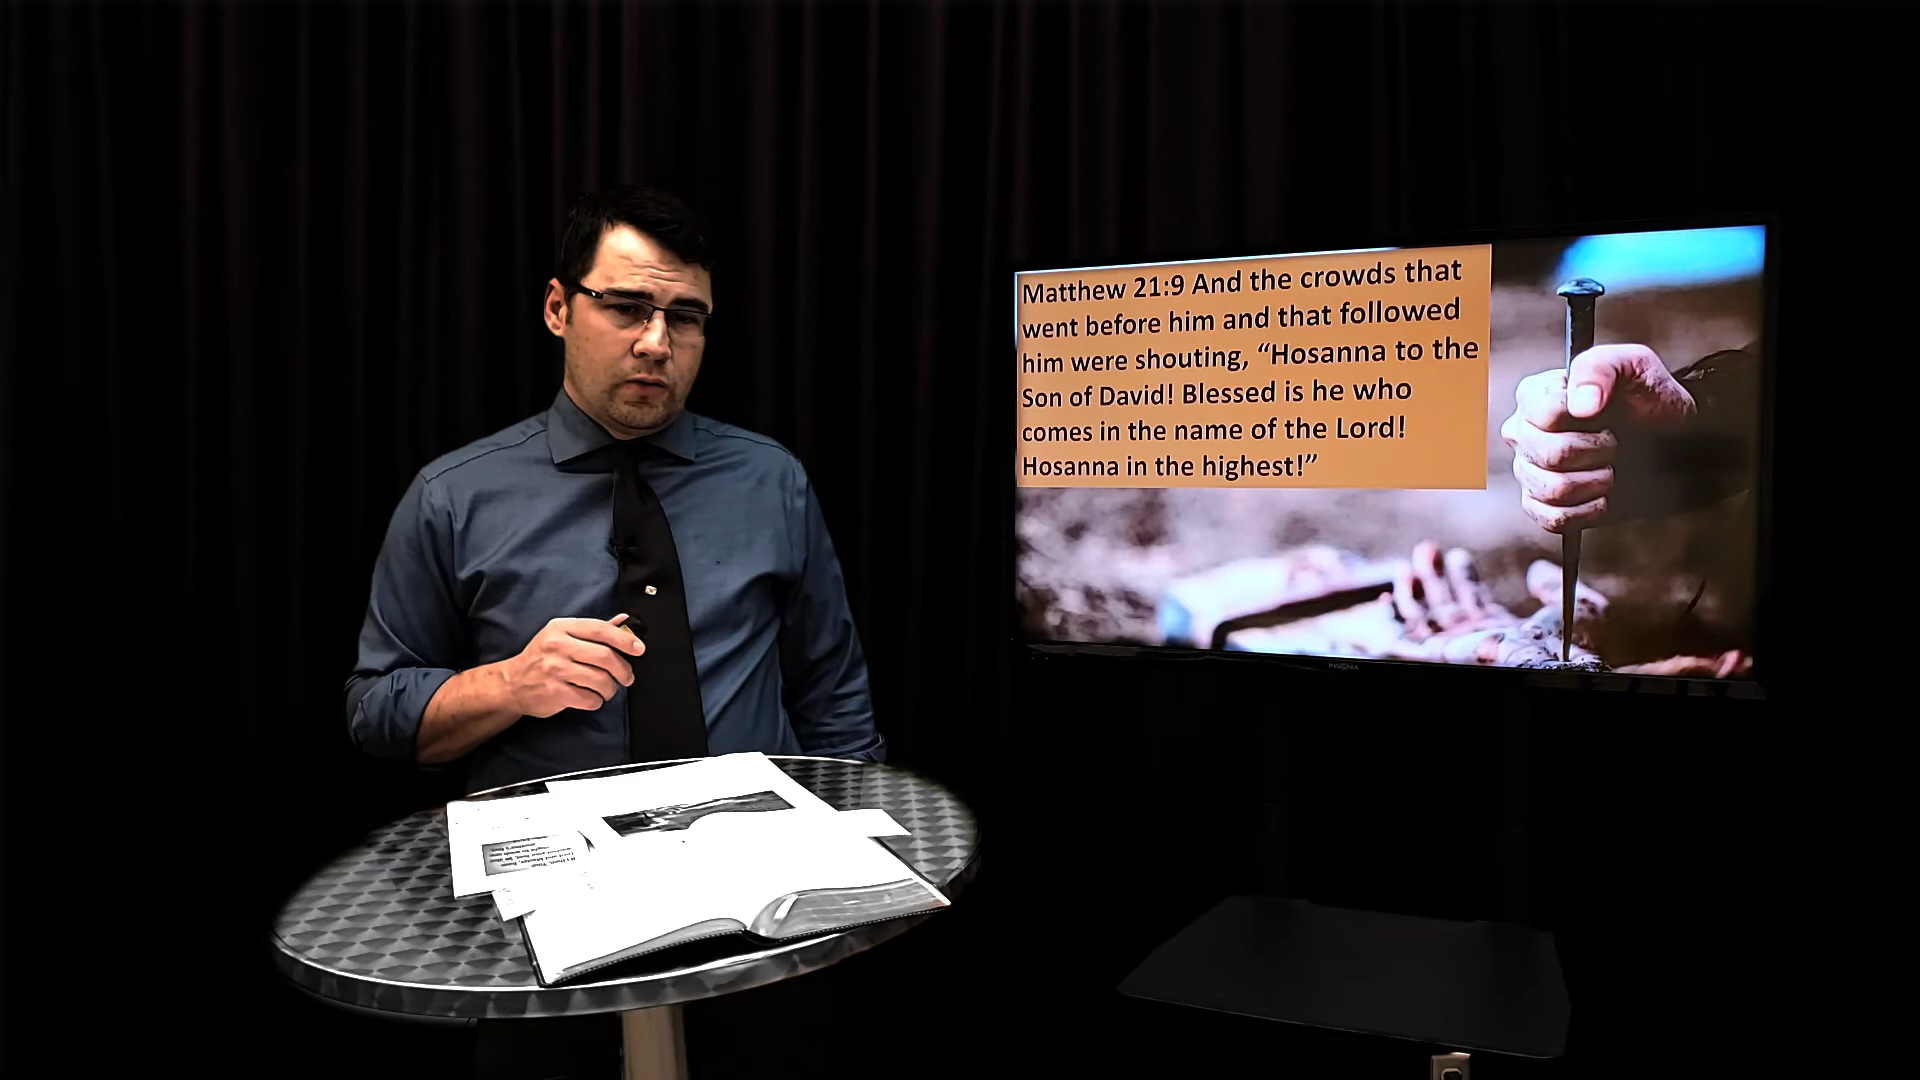 Matthew 21:9 And the crowds that
went before him and that followed
him were shouting, “Hosanna to the
Son of David! Blessed is he who
comes in the name of the Lord!
Hosanna in the highest!”
INSIGNIA